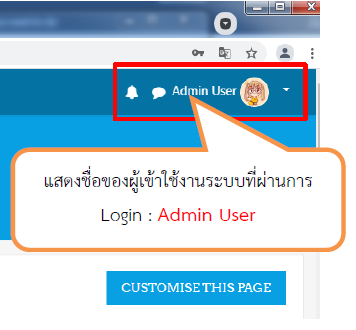 Admin User
แสดงชื่อของผู้เข้าใช้งานระบบที่ผ่านการ
Login : Admin User
CUSTOMISE THIS PAGE